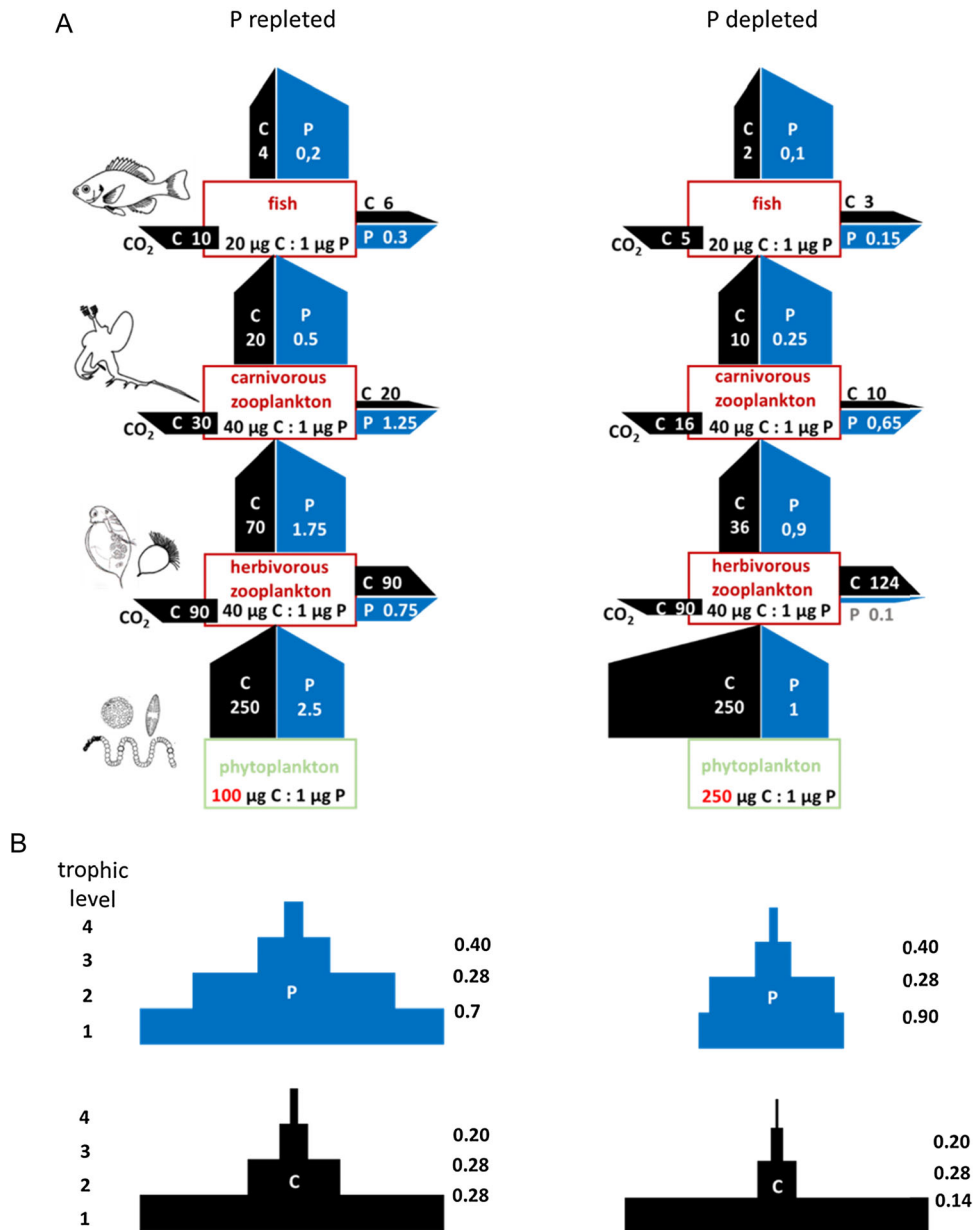 A
P repleted
P depleted
C
4
P
0,2
C
2
P
0,1
fish
C 6
CO2
C 10
20 µg C : 1 µg P
P 0.3
fish
C 3
CO2
C 5
20 µg C : 1 µg P
P 0.15
C
20
P
0.5
C
10
P
0.25
carnivorous
zooplankton
C 20
CO2
C 30
40 µg C : 1 µg P
P 1.25
carnivorous
zooplankton
C 10
CO2
C 16
40 µg C : 1 µg P
P 0,65
C
70
P
1.75
C
36
P
0,9
herbivorous
zooplankton
C 90
CO2
C 90
40 µg C : 1 µg P
P 0.75
herbivorous
zooplankton
C 124
CO2
C 90
40 µg C : 1 µg P
P 0.1
C
250
P
2.5
C
250
P
1
phytoplankton
100 µg C : 1 µg P
phytoplankton
250 µg C : 1 µg P
B
trophic
level
4
3
2
1
P
0.40
0.28
0.7
P
0.40
0.28
0.90
4
3
2
1
C
0.20
0.28
0.28
C
0.20
0.28
0.14